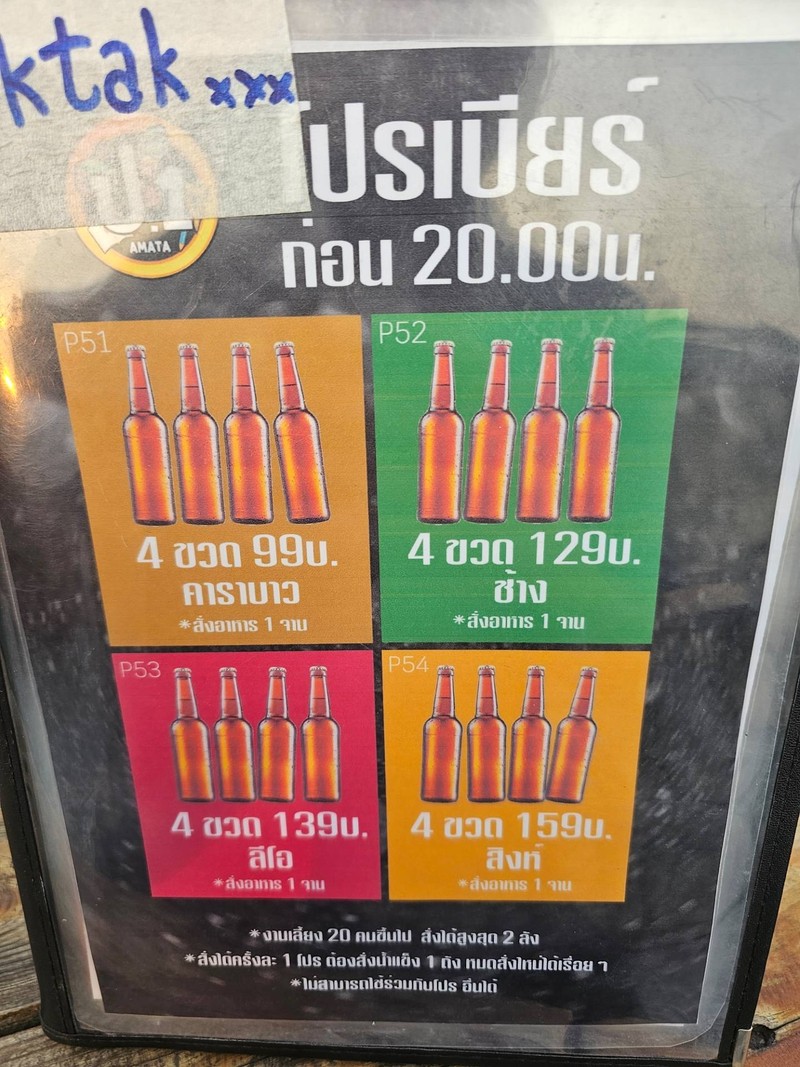 ktak xxx
โปรเบียร์
ป.1
AMATA
ก่อน 20.00น.
P51
4 ขวด 99บ.
คาราบาว
*สั่งอาหาร 1 จาน
P52
4 ขวด 129บ.
ช้าง
*สั่งอาหาร 1 จาน
P53
4 ขวด 139บ.
ลีโอ
*สั่งอาหาร 1 จาน
P54
4 ขวด 159บ.
สิงห์
*สั่งอาหาร 1 จาน
*งานเลี้ยง 20 คนขึ้นไป สั่งได้สูงสุด 2 ลัง
*สั่งได้ครั้งละ 1 โปร ต้องสั่งน้ำแข็ง 1 ถัง หมดสั่งใหม่ได้เรื่อย ๆ
*ไม่สามารถใช้ร่วมกับโปร อื่นได้